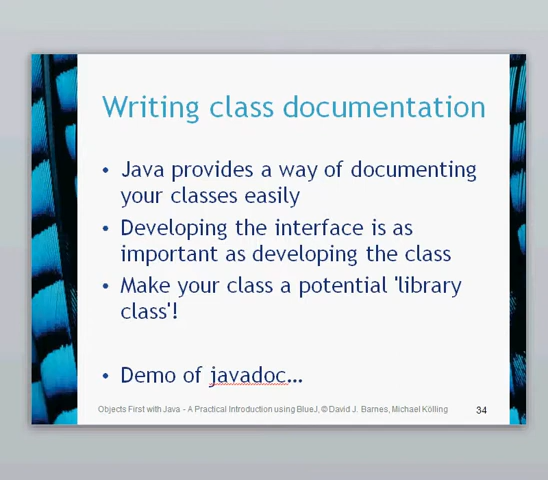 Writing class documentation
• Java provides a way of documenting
your classes easily
• Developing the interface is as
important as developing the class
• Make your class a potential 'library
class'!
• Demo of javadoc...
Objects First with Java - A Practical Introduction using BlueJ, © David J. Barnes, Michael Kölling
34